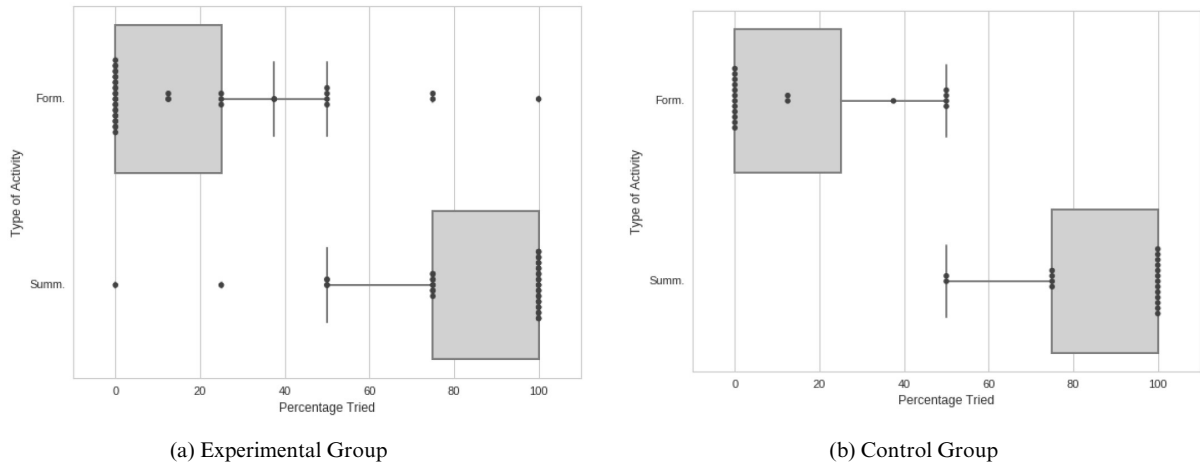 Type of Activity
Form.
Summ.
0 20 40 60 80 100
Percentage Tried
(a) Experimental Group
Type of Activity
Form.
Summ.
0 20 40 60 80 100
Percentage Tried
(b) Control Group